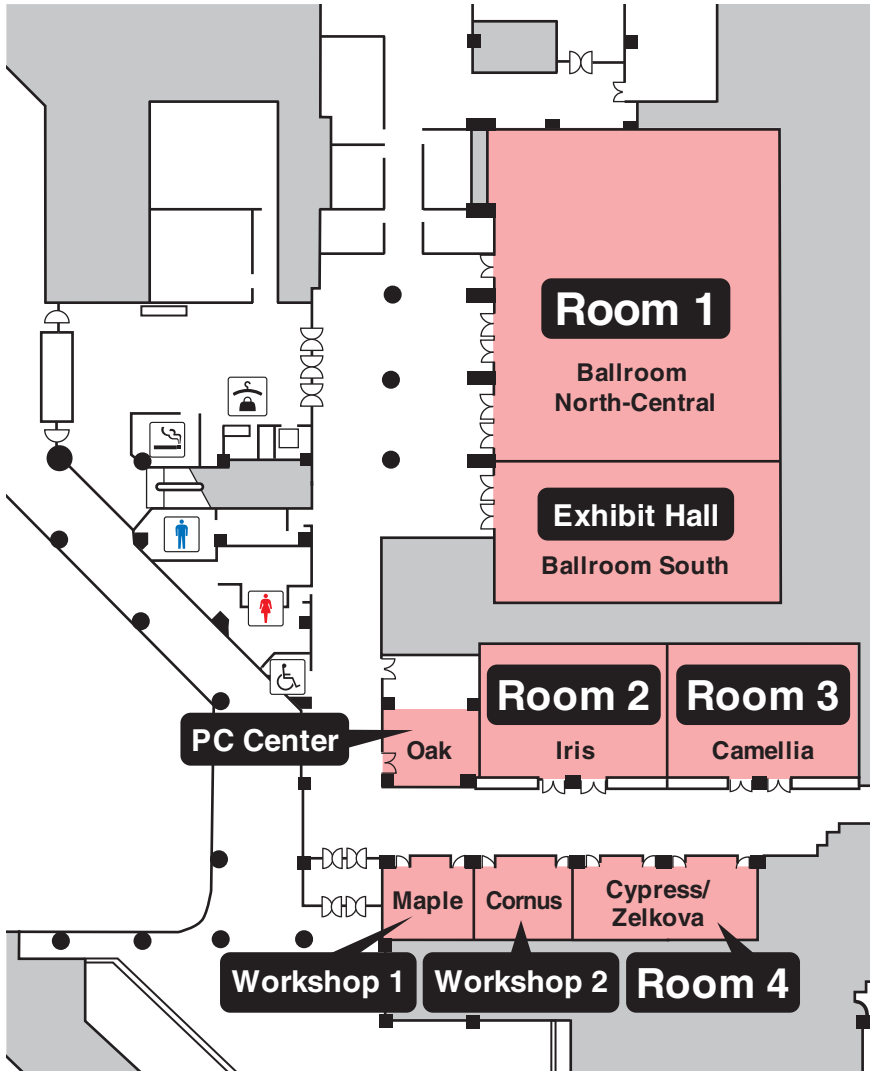 Room 1
Ballroom
North-Central
Exhibit Hall
Ballroom South
Room 2
Iris
Room 3
Camellia
PC Center
Oak
Maple
Cornus
Cypress/
Zelkova
Workshop 1
Workshop 2
Room 4